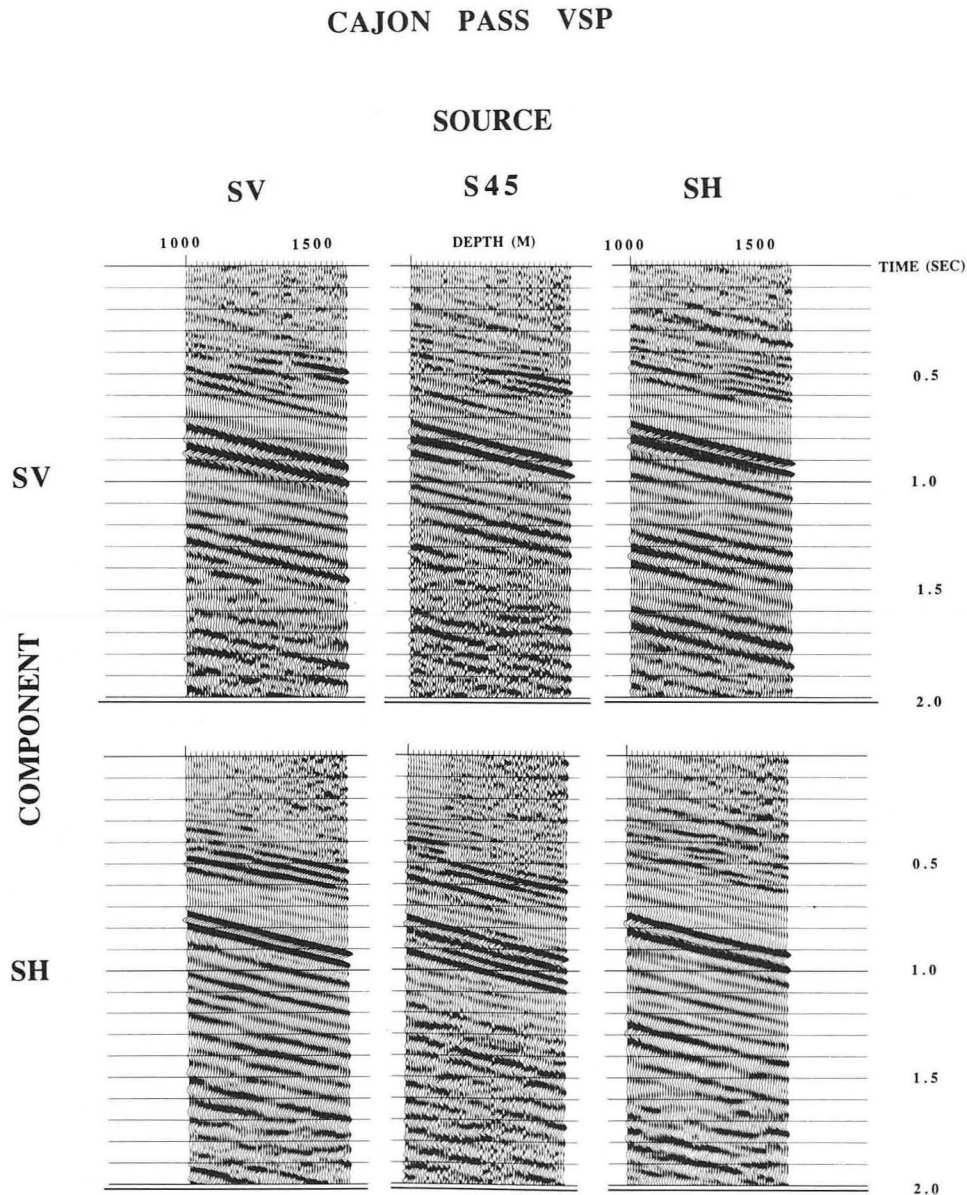 CAJON PASS VSP
SOURCE
SV S45 SH
1000 1500 DEPTH (M) 1000 1500
TIME (SEC)
0.5
SV
1.0
1.5
2.0
COMPONENT
0.5
SH
1.0
1.5
2.0